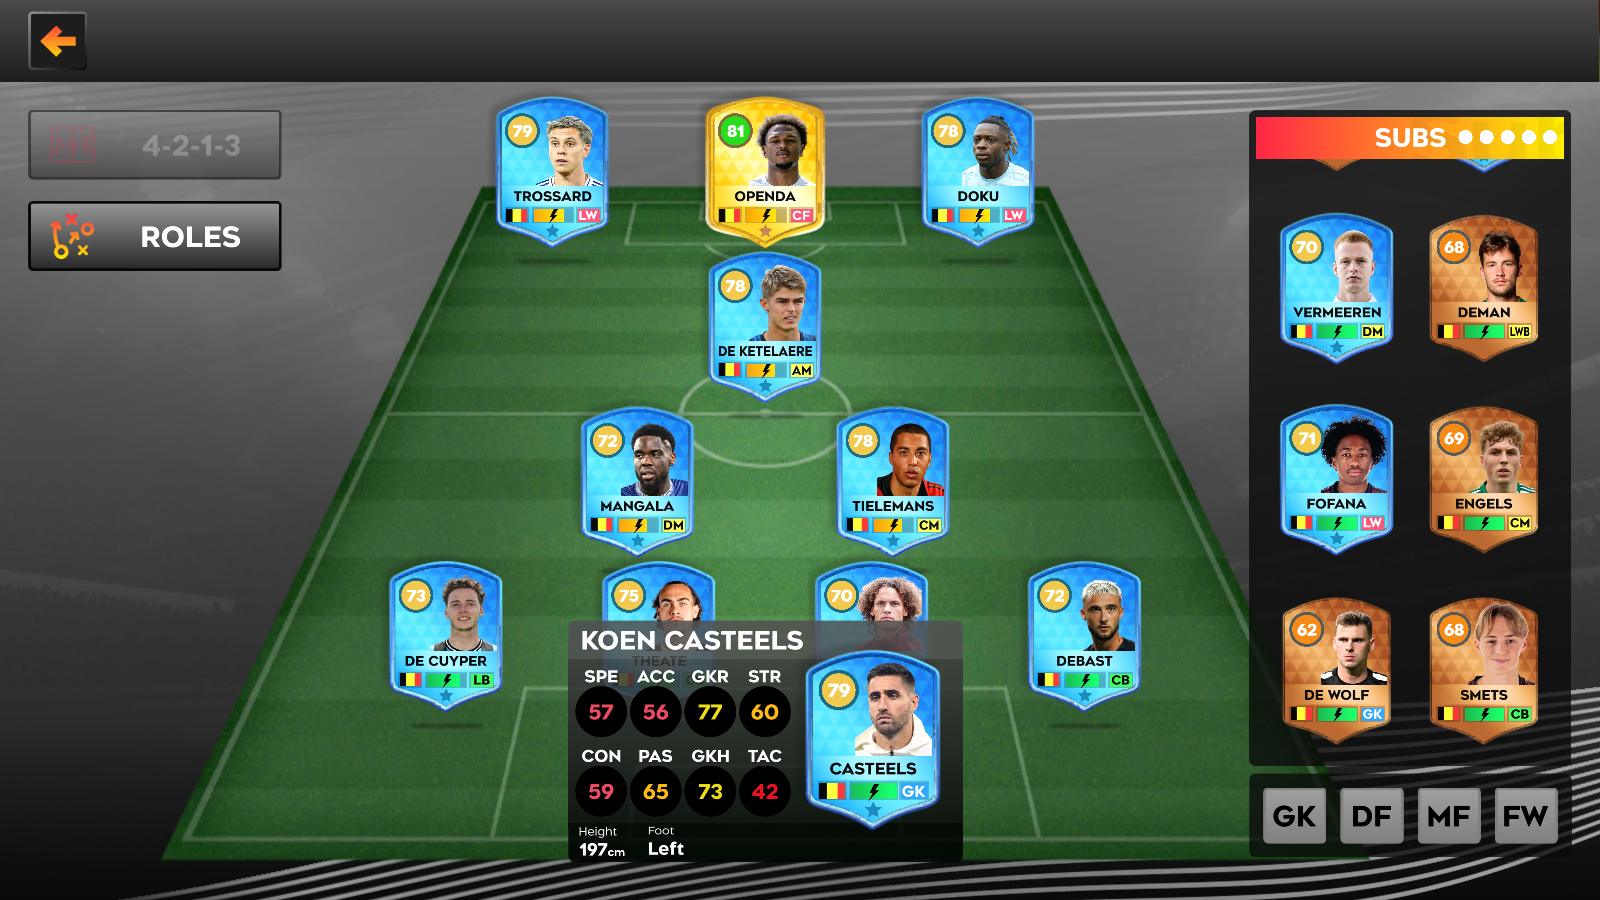 4-2-1-3
ROLES
79
TROSSARD
LW
81
OPENDA
CF
78
DOKU
LW
78
DE KETELAERE
AM
72
MANGALA
DM
78
TIELEMANS
CM
73
DE CUYPER
LB
75
THEATE
70
72
DEBAST
CB
KOEN CASTEELS
SPE ACC GKR STR
57 56 77 60
CON PAS GKH TAC
59 65 73 42
Height Foot
197cm Left
79
CASTEELS
GK
SUBS
70
VERMEEREN
DM
68
DEMAN
LWB
71
FOFANA
LW
69
ENGELS
CM
62
DE WOLF
GK
68
SMETS
CB
GK DF MF FW